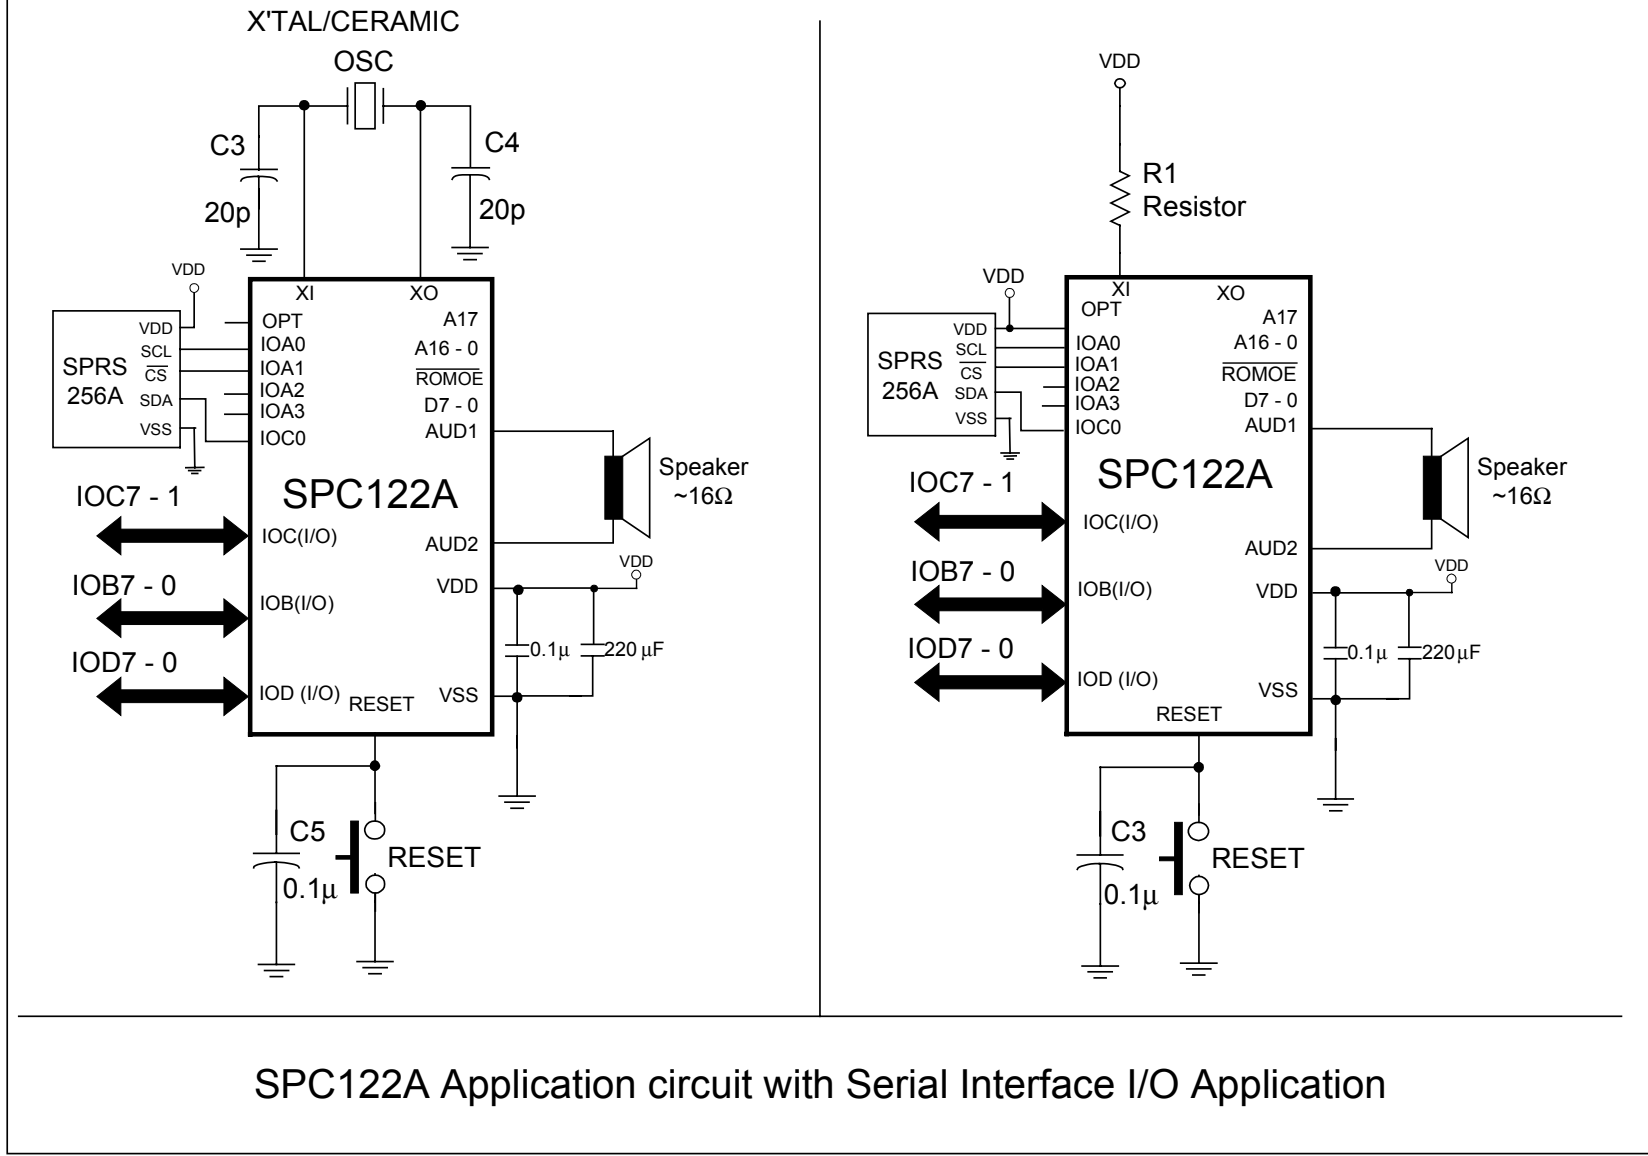 X'TAL/CERAMIC
OSC
C3
20p
C4
20p
VDD
SPRS
256A
VDD
SCL
CS
SDA
VSS
XI
XO
OPT
IOA0
IOA1
IOA2
IOA3
IOC0
A17
A16 - 0
ROMOE
D7 - 0
AUD1
SPC122A
Speaker
~16Ω
IOC7 - 1
IOC(I/O)
AUD2
IOB7 - 0
IOB(I/O)
VDD
VDD
0.1μ
220 μF
IOD7 - 0
IOD (I/O)
RESET
VSS
C5
0.1μ
RESET
VDD
R1
Resistor
VDD
SPRS
256A
VDD
SCL
CS
SDA
VSS
XI
XO
OPT
IOA0
IOA1
IOA2
IOA3
IOC0
A17
A16 - 0
ROMOE
D7 - 0
AUD1
SPC122A
Speaker
~16Ω
IOC7 - 1
IOC(I/O)
AUD2
IOB7 - 0
IOB(I/O)
VDD
VDD
0.1μ
220μF
IOD7 - 0
IOD (I/O)
VSS
RESET
C3
0.1μ
RESET
SPC122A Application circuit with Serial Interface I/O Application